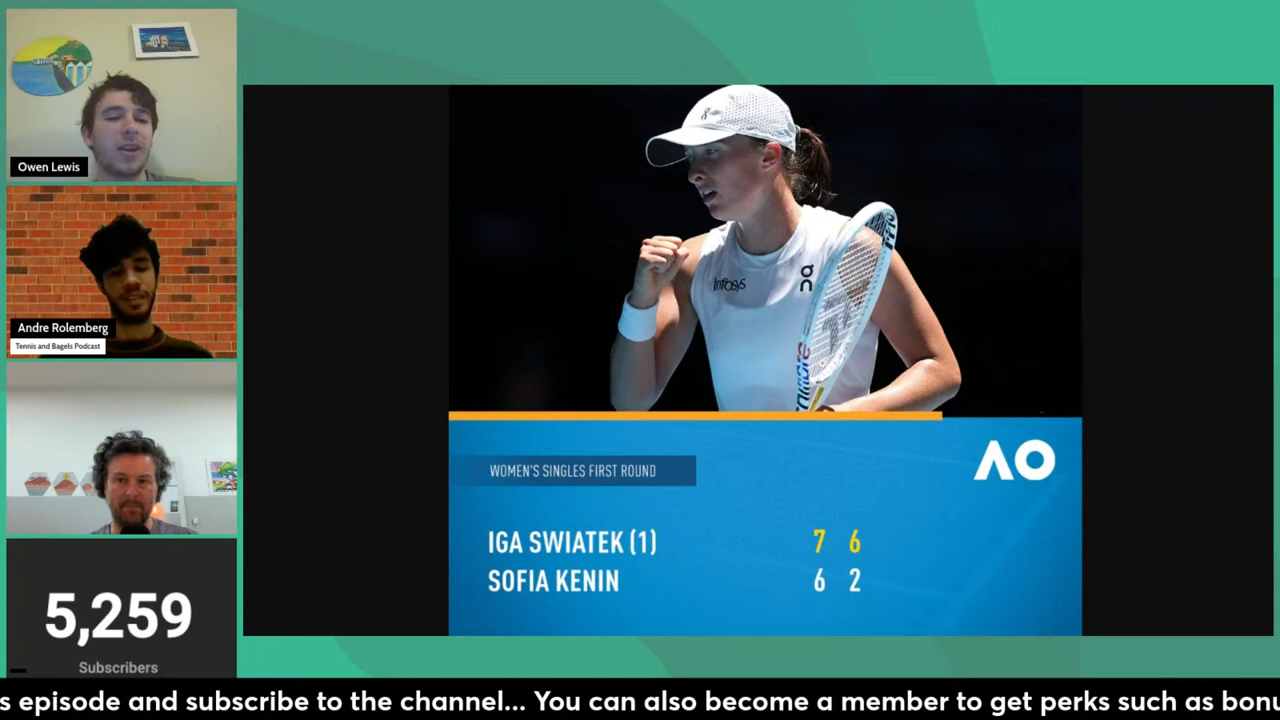 Owen Lewis
Andre Rolemberg
Tennis and Bagels Podcast
5,259
Subscribers
Infosys
AO
WOMEN'S SINGLES FIRST ROUND
IGA SWIATEK (1) 7 6
SOFIA KENIN 6 2
s episode and subscribe to the channel... You can also become a member to get perks such as bonu